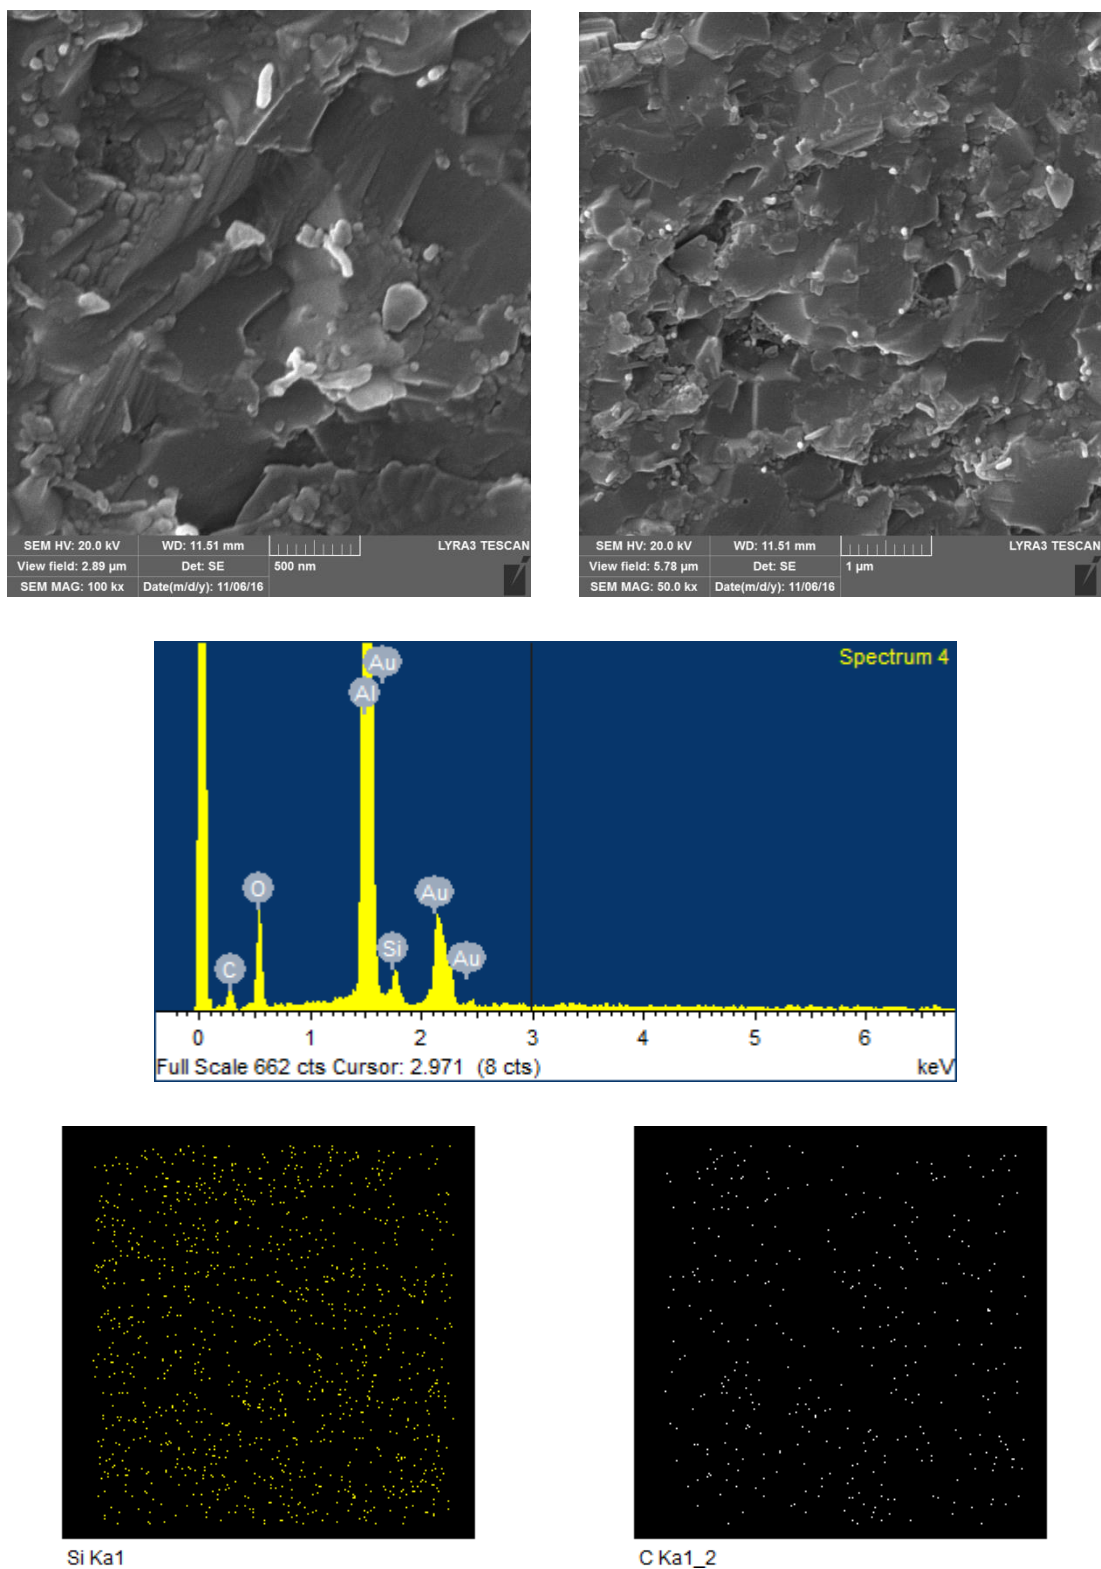 SEM HV: 20.0 kV WD: 11.51 mm LYRA3 TESCAN
View field: 2.89 µm Det: SE 500 nm
SEM MAG: 100 kx Date(m/d/y): 11/06/16
SEM HV: 20.0 kV WD: 11.51 mm LYRA3 TESCAN
View field: 5.78 µm Det: SE 1 µm
SEM MAG: 50.0 kx Date(m/d/y): 11/06/16
Spectrum 4
Au
Al
O
Au
Si
Au
C
0 1 2 3 4 5 6
Full Scale 662 cts Cursor: 2.971 (8 cts) keV
Si Ka1 C Ka1_2